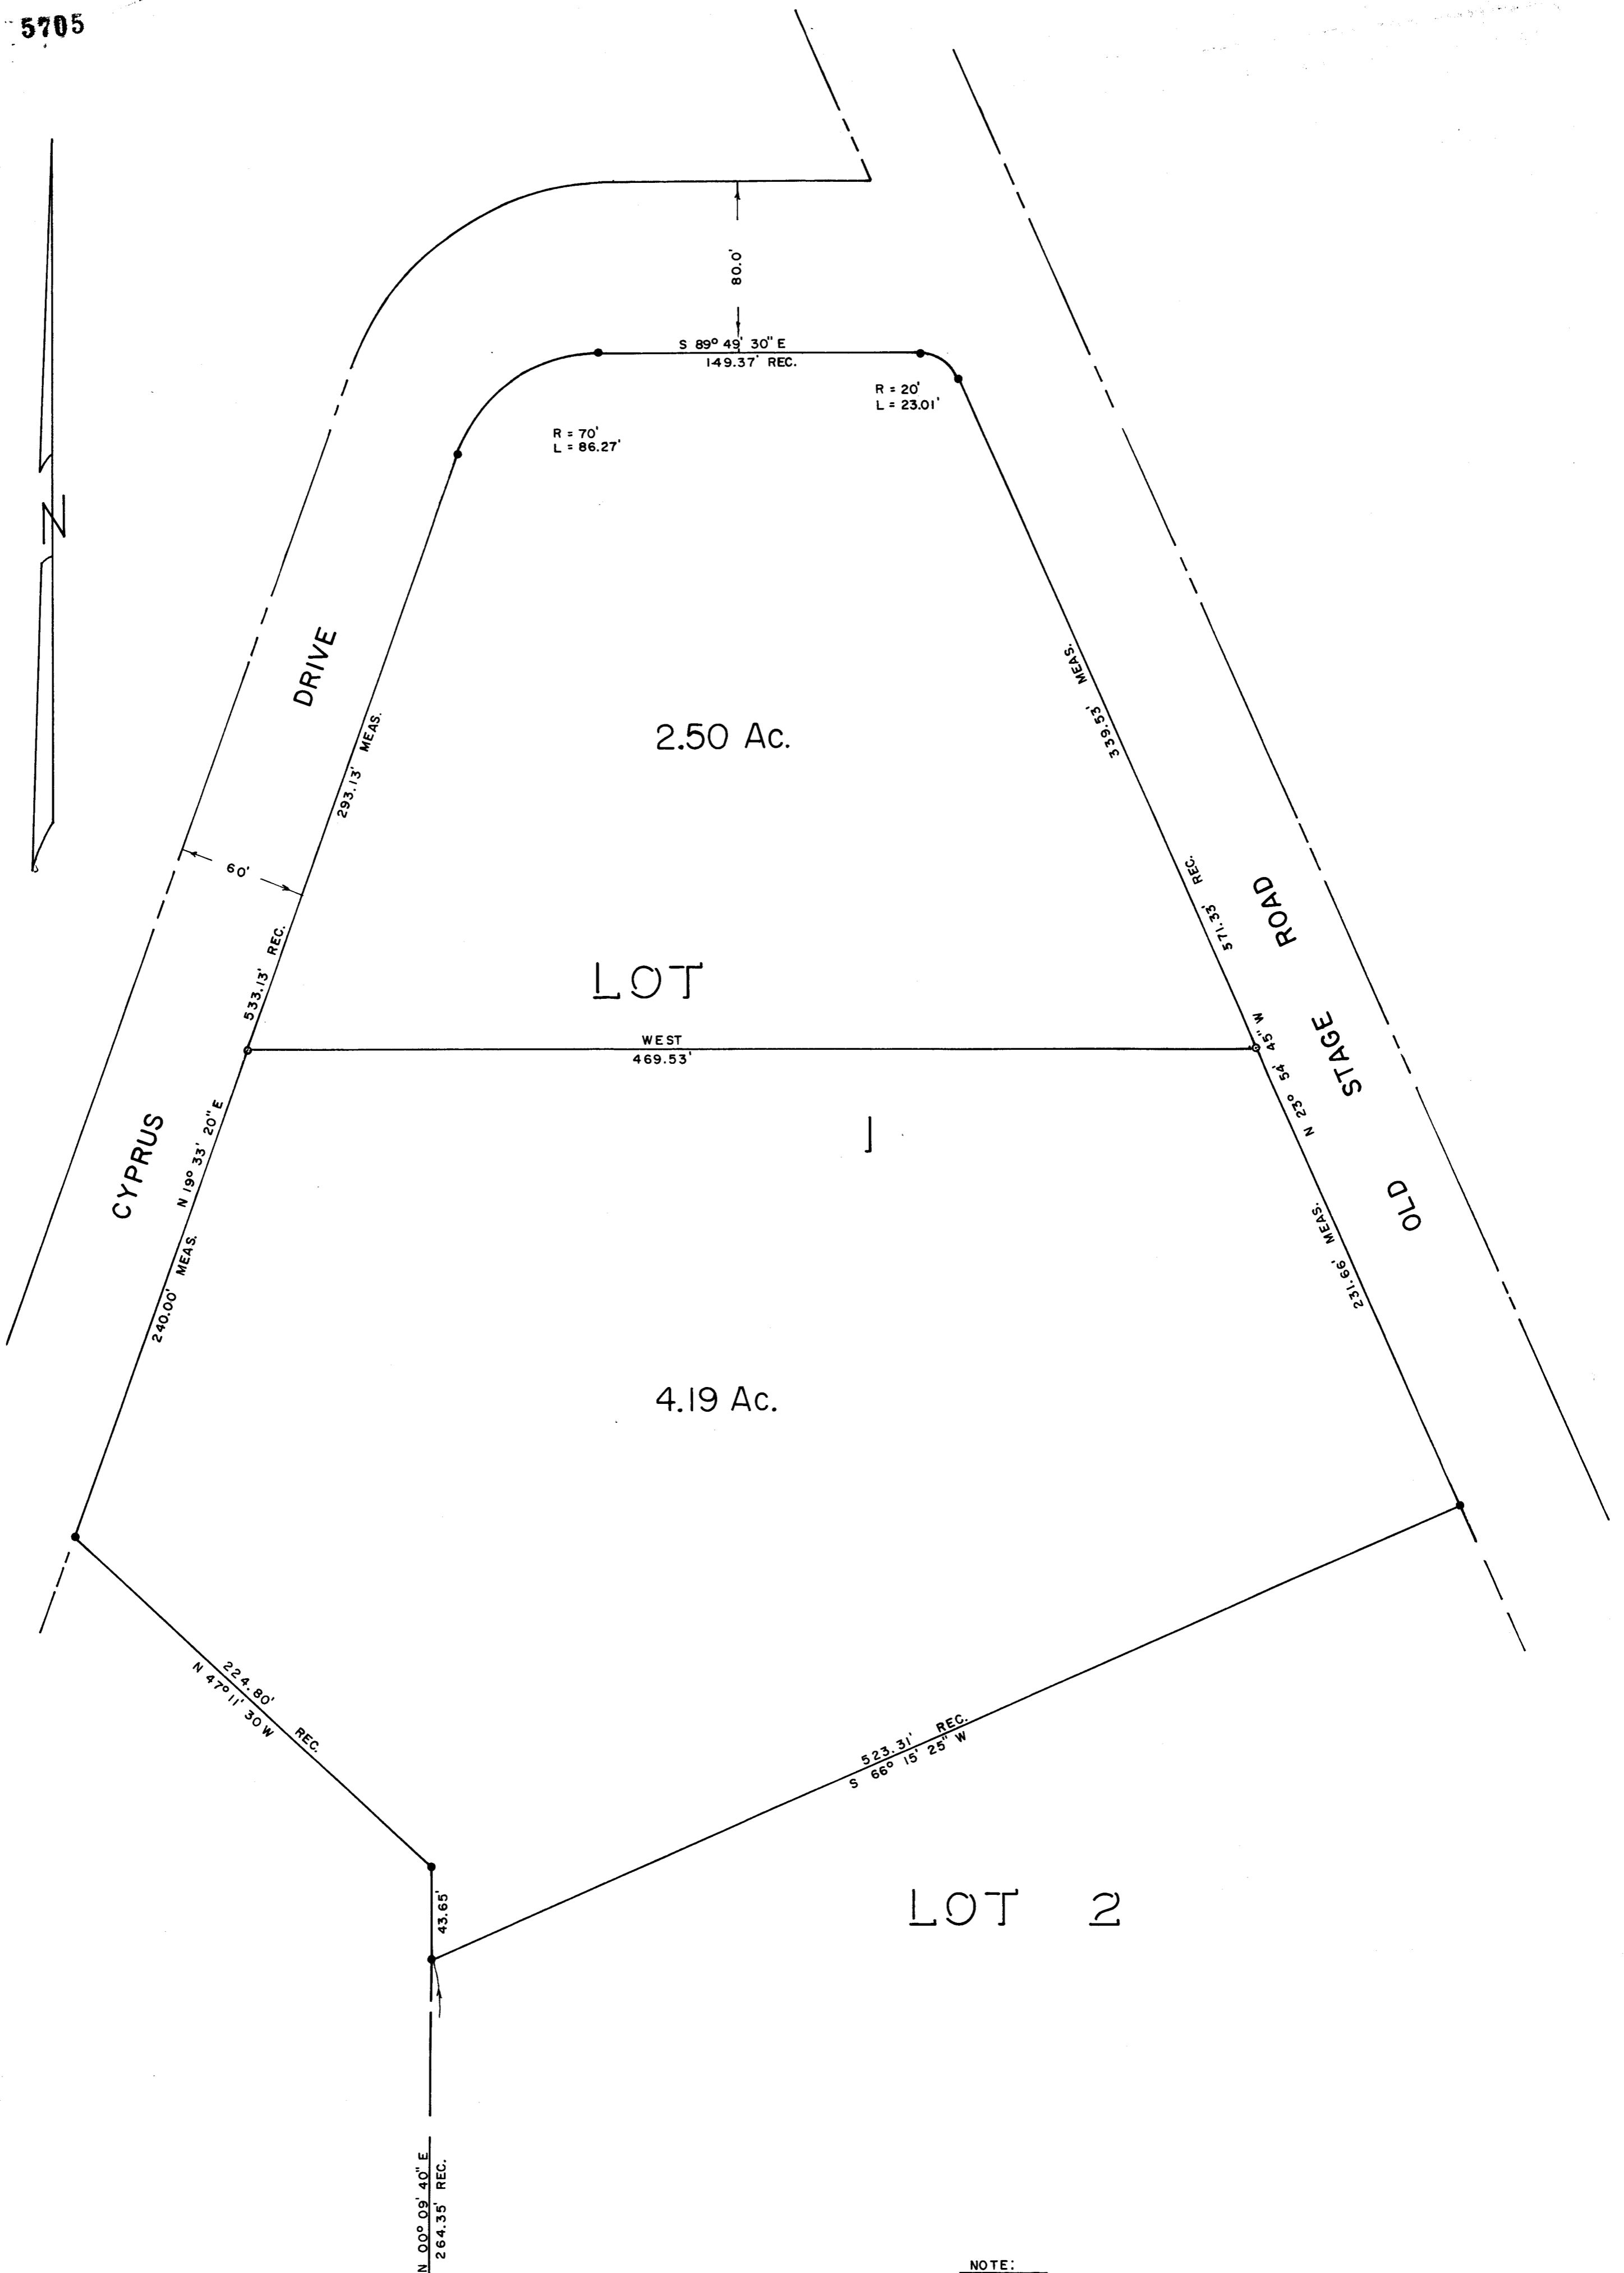 5705
80.0'
S 89° 49' 30" E
149.37' REC.
R = 20'
L = 23.01'
R = 70'
L = 86.27'
N
DRIVE
293.13' MEAS.
339.53' MEAS.
2.50 Ac.
60'
533.13' REC.
571.33' REC.
ROAD
LOT
WEST
469.53'
N 23° 54' 45" W
STAGE
1
CYPRUS
N 19° 33' 20" E
OLD
240.00' MEAS.
231.66' MEAS.
4.19 Ac.
224.80' REC.
N 47° 11' 30 W
523.31' REC.
S 66° 15' 25" W
43.65'
LOT 2
N 00° 09' 40" E
264.35' REC.
NOTE: